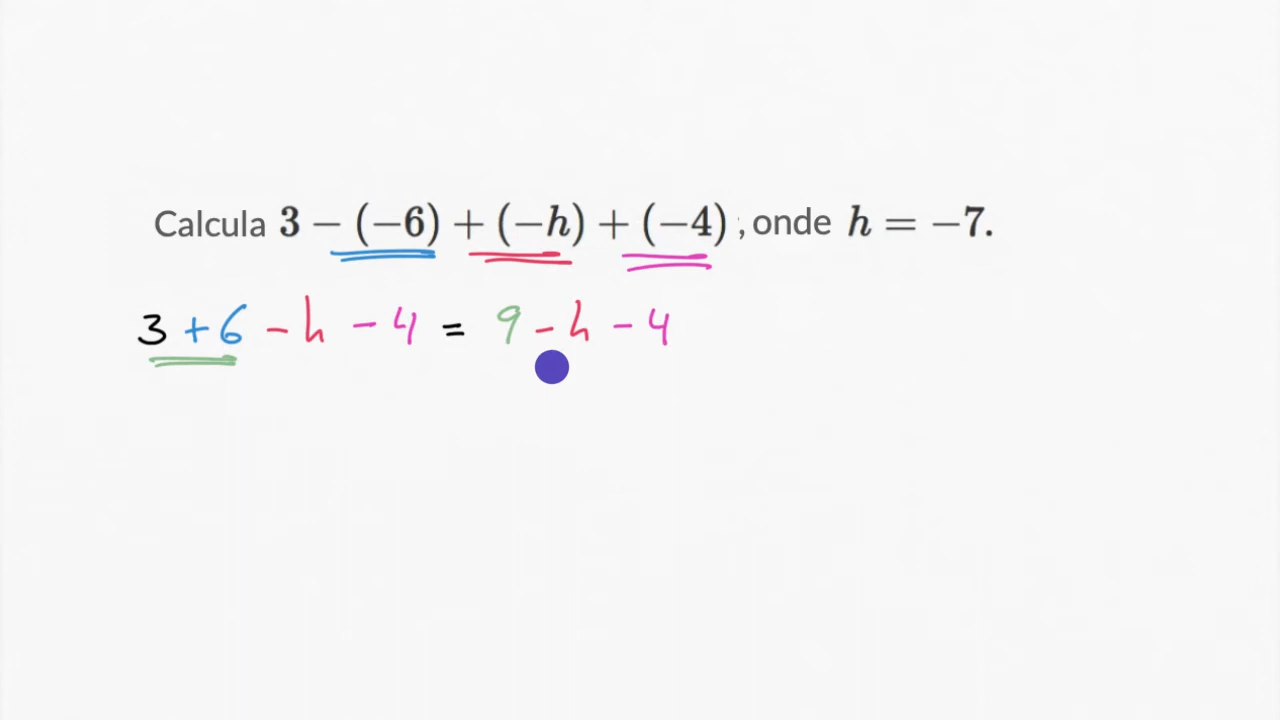 Calcula 3 − (−6) + (−h) + (−4) ; onde h = −7.
3 + 6 − h − 4 = 9 − h − 4